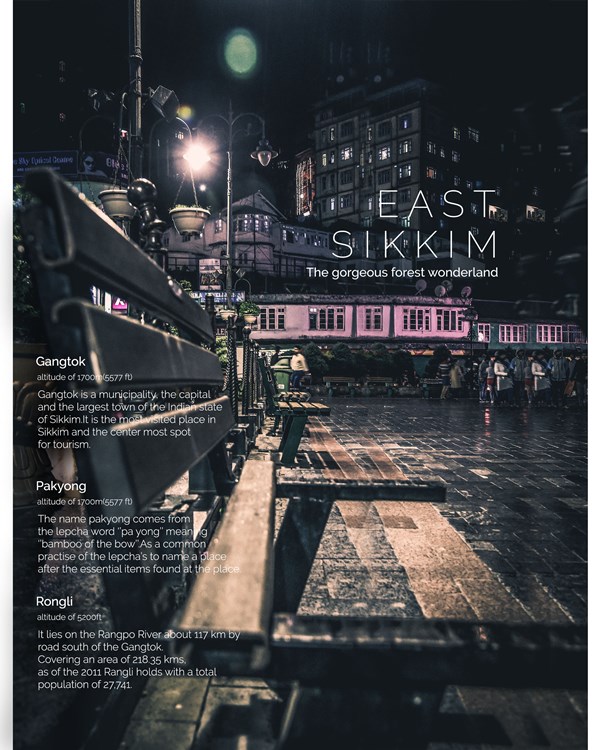 EAST
SIKKIM
The gorgeous forest wonderland
Gangtok
altitude of 1700m(5577 ft)
Gangtok is a municipality, the capital
and the largest town of the Indian state
of Sikkim.It is the most visited place in
Sikkim and the center most spot
for tourism.
Pakyong
altitude of 1700m(5577 ft)
The name pakyong comes from
the lepcha word "pa yong" meaning
"bamboo of the bow".As a common
practise of the lepcha's to name a place
after the essential items found at the place.
Rongli
altitude of 5200ft
It lies on the Rangpo River about 117 km by
road south of the Gangtok.
Covering an area of 218.35 kms,
as of the 2011 Rangli holds with a total
population of 27,741.